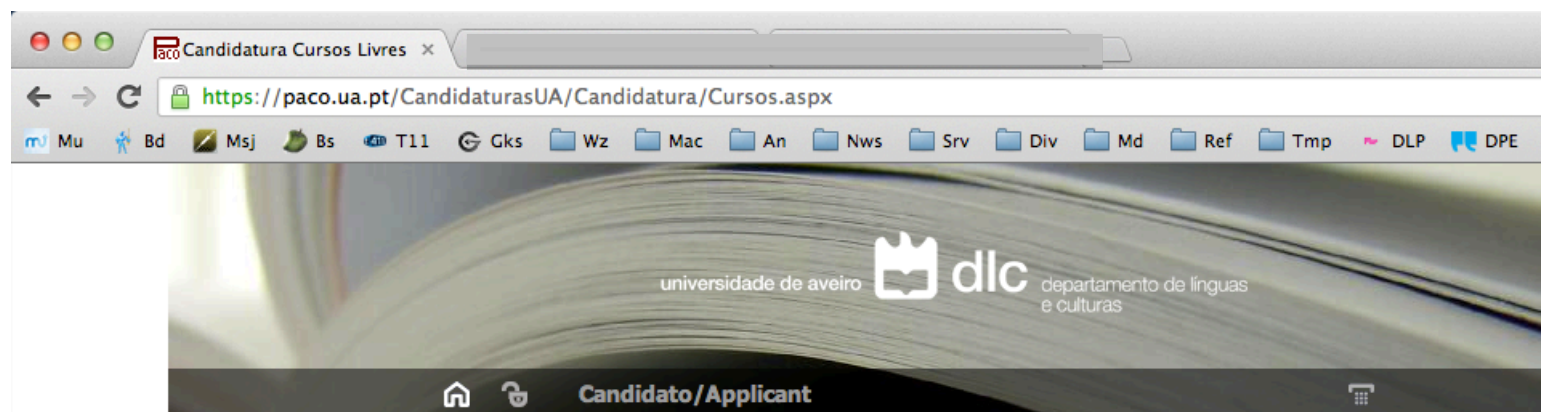 Paco Candidatura Cursos Livres ×
https://paco.ua.pt/CandidaturasUA/Candidatura/Cursos.aspx
Mu Bd Msj Bs T11 Gks Wz Mac An Nws Srv Div Md Ref Tmp DLP DPE
universidade de aveiro dlc departamento de línguas
e culturas
Candidato/Applicant